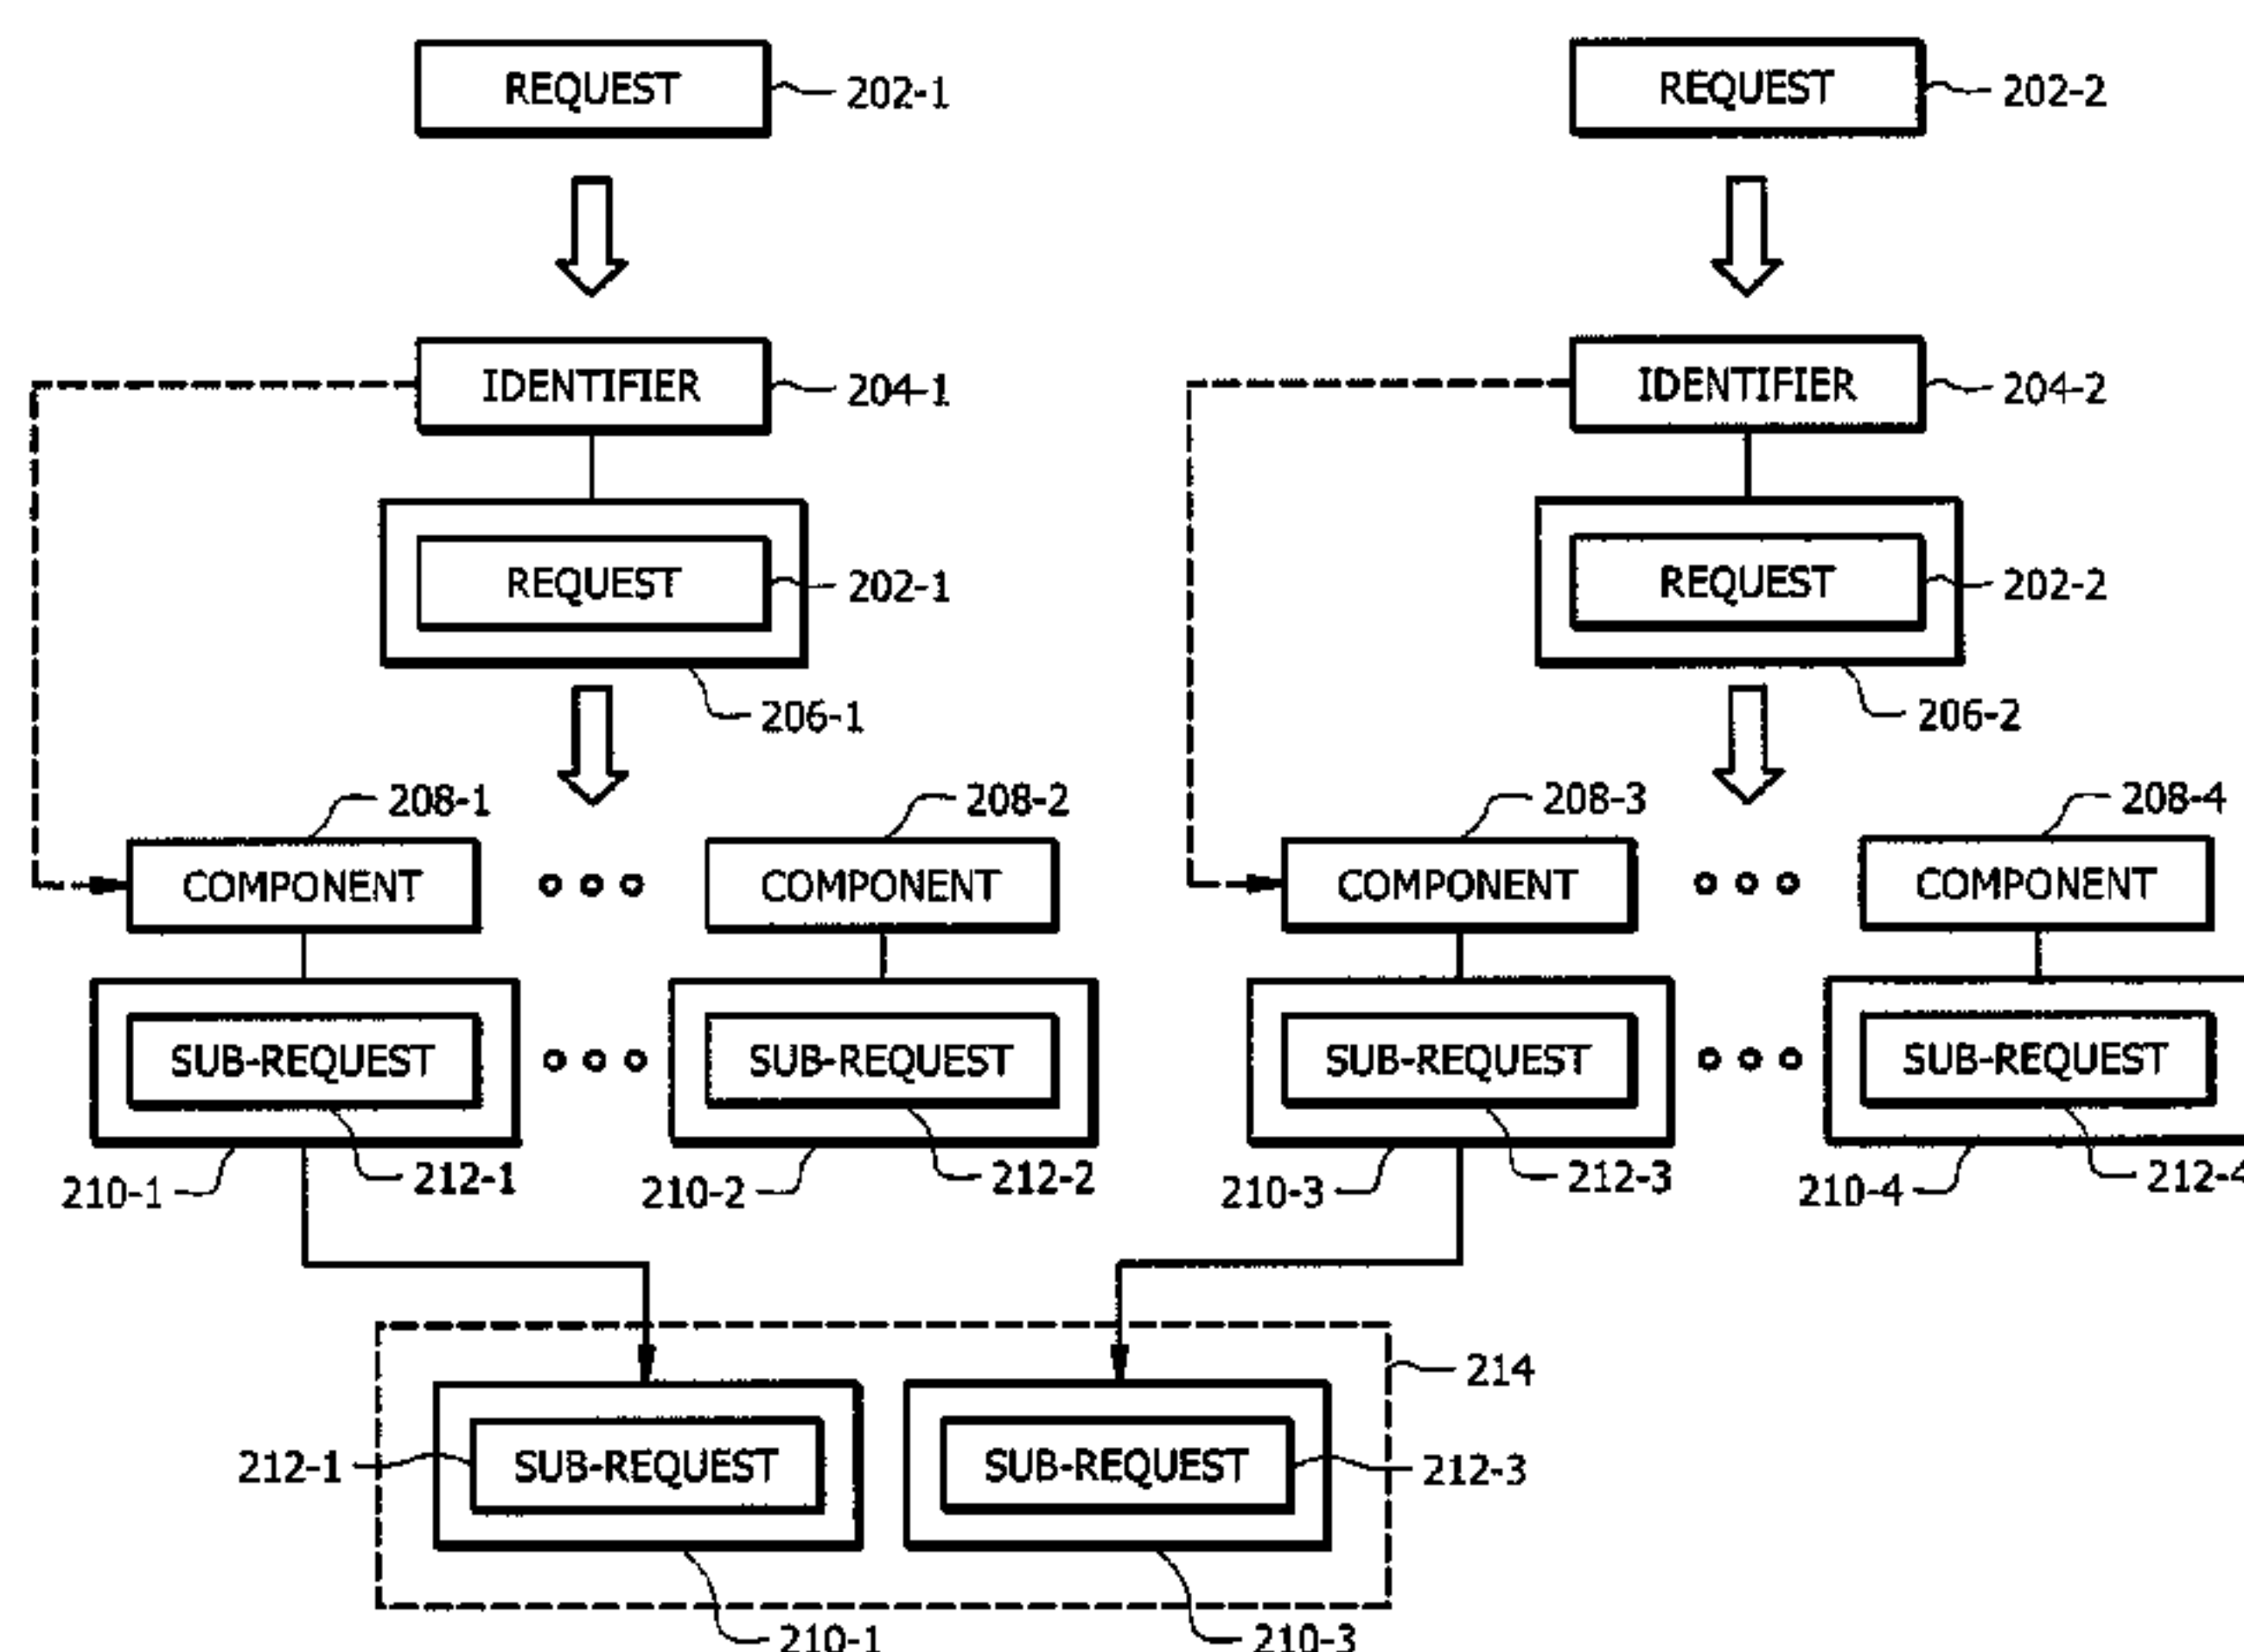 REQUEST 202-1 REQUEST 202-2
IDENTIFIER 204-1 IDENTIFIER 204-2
REQUEST 202-1 REQUEST 202-2
206-1 206-2
208-1 208-2 208-3 208-4
COMPONENT COMPONENT COMPONENT COMPONENT
SUB-REQUEST SUB-REQUEST SUB-REQUEST SUB-REQUEST
210-1 212-1 210-2 212-2 210-3 212-3 210-4 212-4
214
212-1 SUB-REQUEST SUB-REQUEST 212-3
210-1 210-3